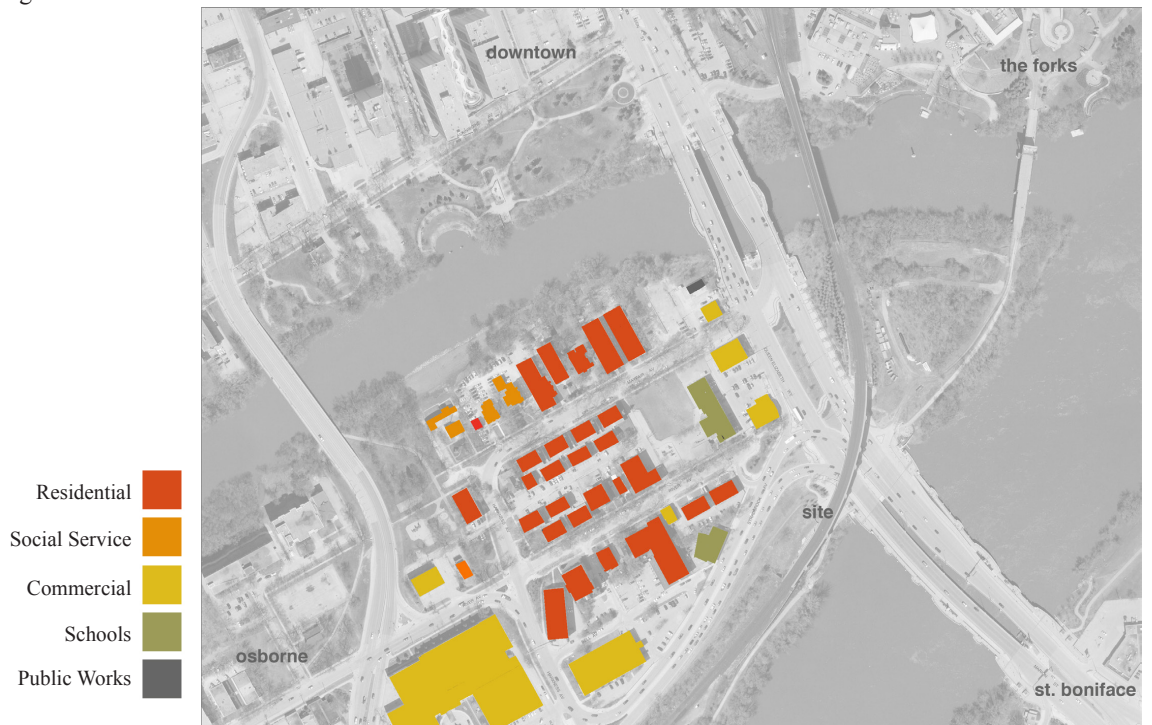 downtown
the forks
Residential
Social Service
site
Commercial
Schools
osborne
Public Works
st. boniface